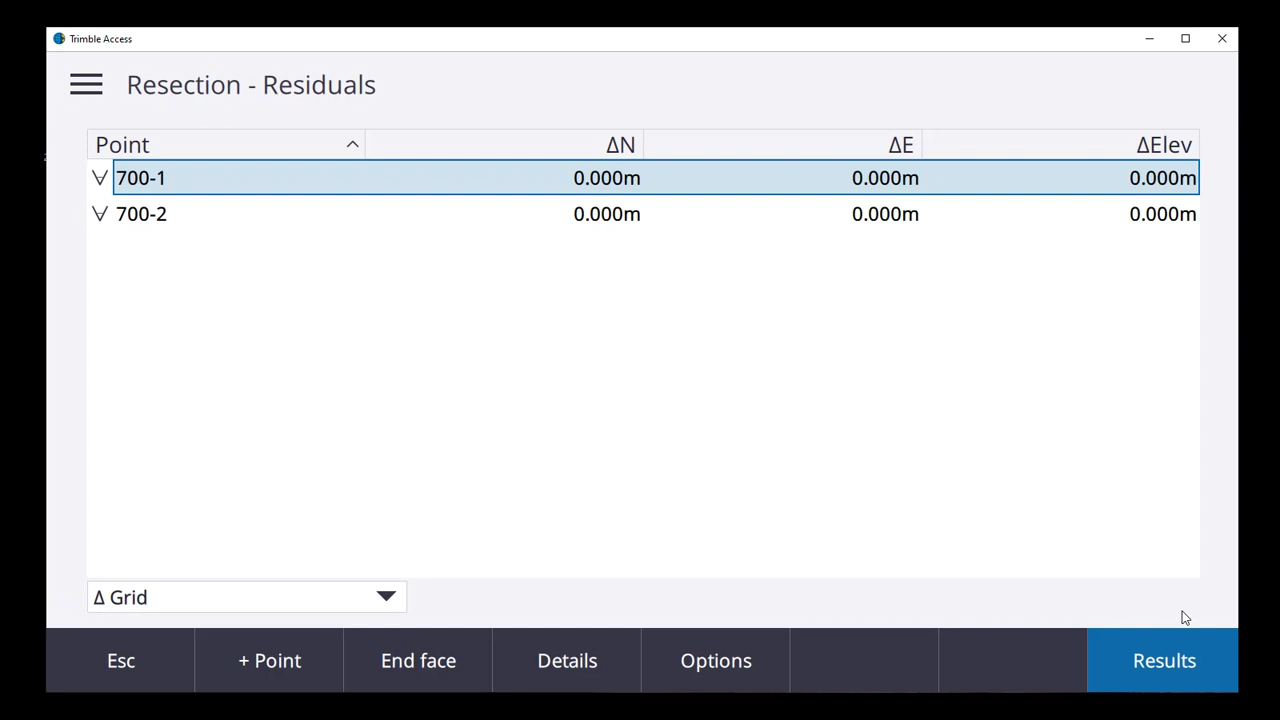 Trimble Access
Resection - Residuals
Point ΔN ΔE ΔElev
700-1 0.000m 0.000m 0.000m
700-2 0.000m 0.000m 0.000m
Δ Grid
Esc + Point End face Details Options Results